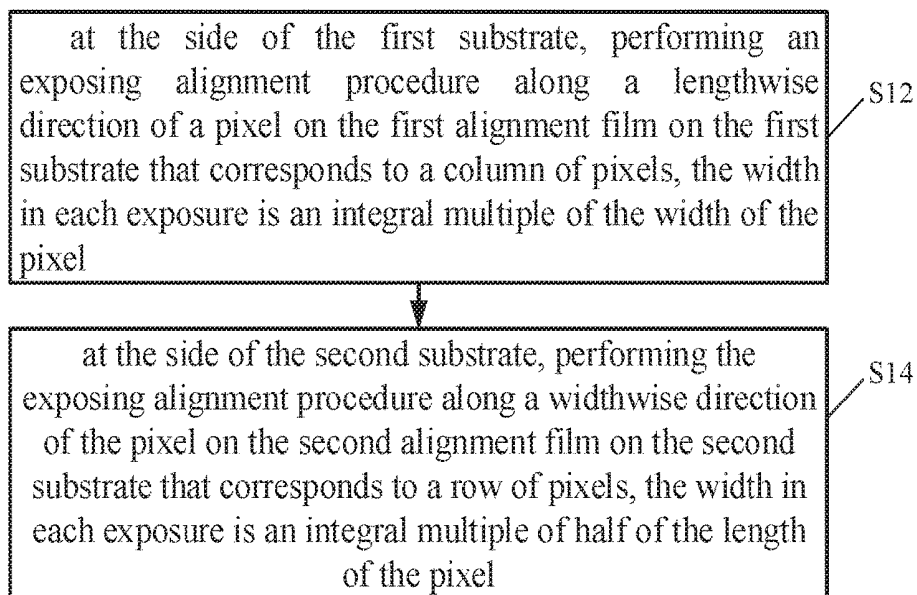 at the side of the first substrate, performing an
exposing alignment procedure along a lengthwise
direction of a pixel on the first alignment film on the first
substrate that corresponds to a column of pixels, the width
in each exposure is an integral multiple of the width of the
pixel
S12
at the side of the second substrate, performing the
exposing alignment procedure along a widthwise direction
of the pixel on the second alignment film on the second
substrate that corresponds to a row of pixels, the width in
each exposure is an integral multiple of half of the length
of the pixel
S14